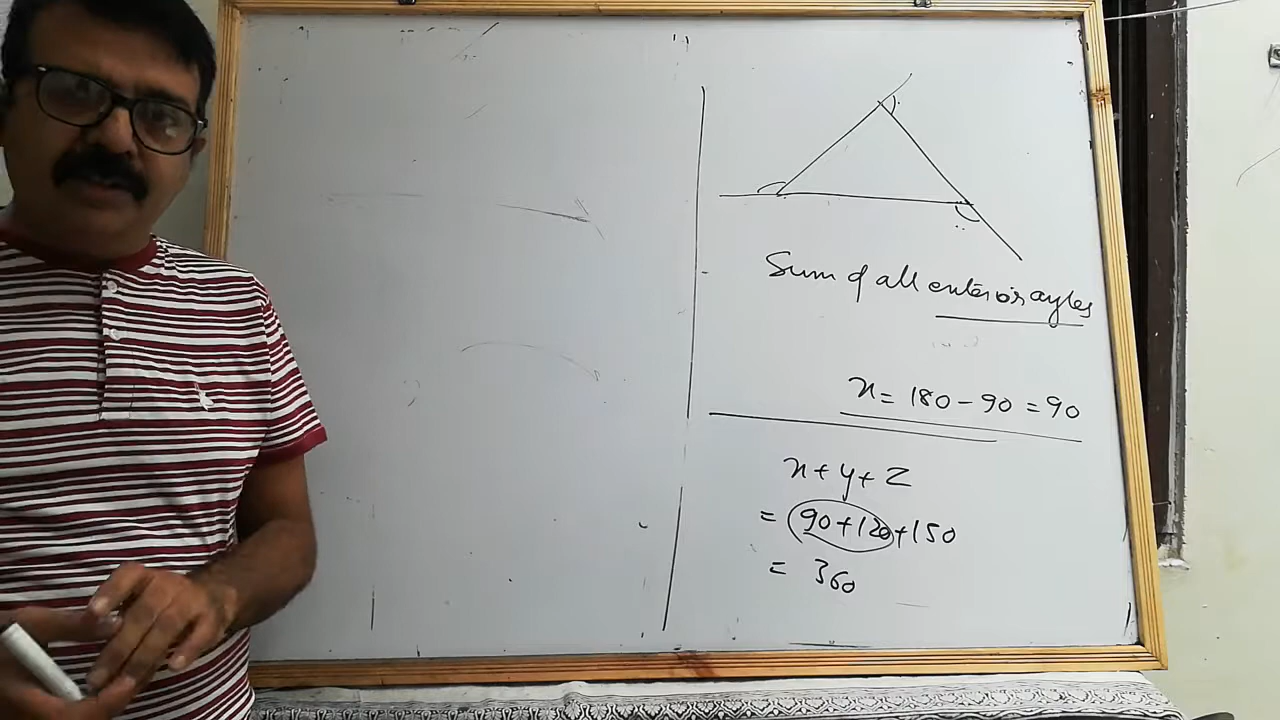 Sum of all exterior angles
x = 180 - 90 = 90
x + y + z
= 90 + 120 + 150
= 360